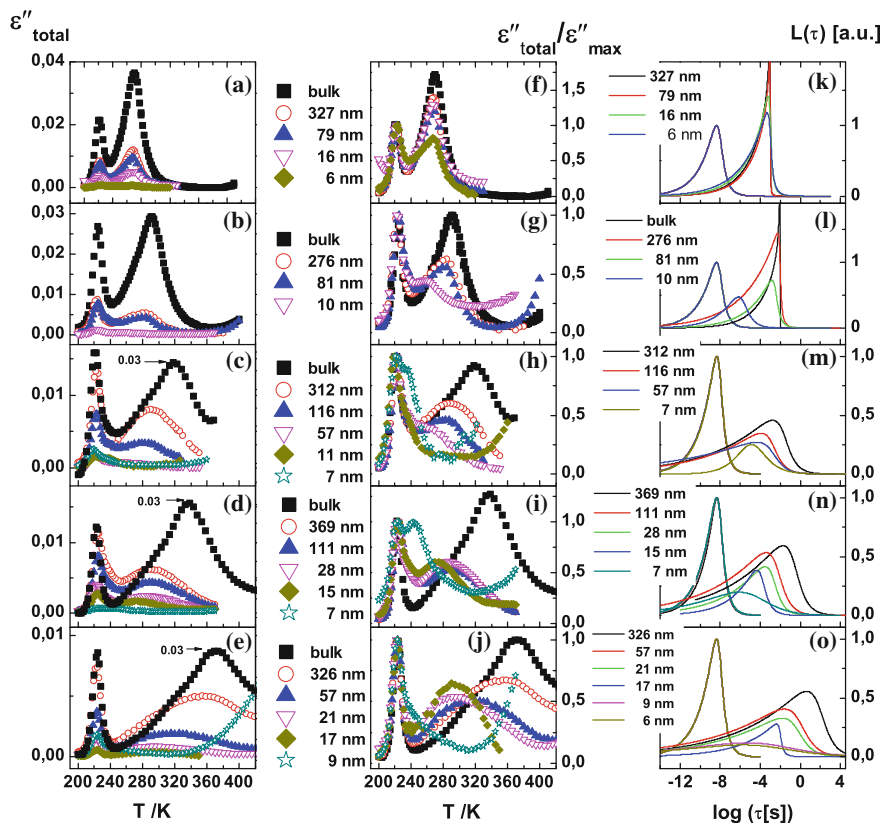 ε''total
ε''total/ε''max
L(τ) [a.u.]
0,04
0,02
0,00
(a)
bulk
327 nm
79 nm
16 nm
6 nm
(f)
1,5
1,0
0,5
0,0
327 nm
79 nm
16 nm
6 nm
(k)
1
0
0,03
0,02
0,01
0,00
(b)
bulk
276 nm
81 nm
10 nm
(g)
1,0
0,5
0,0
bulk
276 nm
81 nm
10 nm
(l)
1
0
0,01
0,00
0.03
(c)
bulk
312 nm
116 nm
57 nm
11 nm
7 nm
(h)
1,0
0,5
0,0
312 nm
116 nm
57 nm
7 nm
(m)
1,0
0,5
0,0
0,01
0,00
0.03
(d)
bulk
369 nm
111 nm
28 nm
15 nm
7 nm
(i)
1,0
0,5
0,0
369 nm
111 nm
28 nm
15 nm
7 nm
(n)
1,0
0,5
0,0
0,01
0,00
0.03
(e)
bulk
326 nm
57 nm
21 nm
17 nm
9 nm
(j)
1,0
0,5
0,0
326 nm
57 nm
21 nm
17 nm
9 nm
6 nm
(o)
1,0
0,5
0,0
200 240 280 320 360 400
200 240 280 320 360 400
-12 -8 -4 0 4
T /K
T /K
log (τ[s])